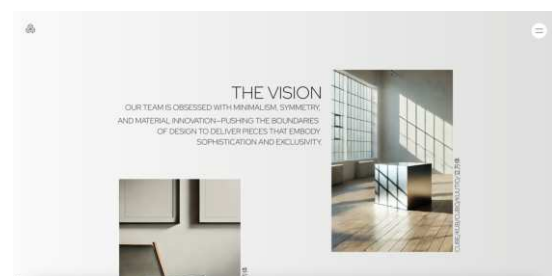 THE VISION
OUR TEAM IS OBSESSED WITH MINIMALISM, SYMMETRY,
AND MATERIAL INNOVATION—PUSHING THE BOUNDARIES
OF DESIGN TO DELIVER PIECES THAT EMBODY
SOPHISTICATION AND EXCLUSIVITY.